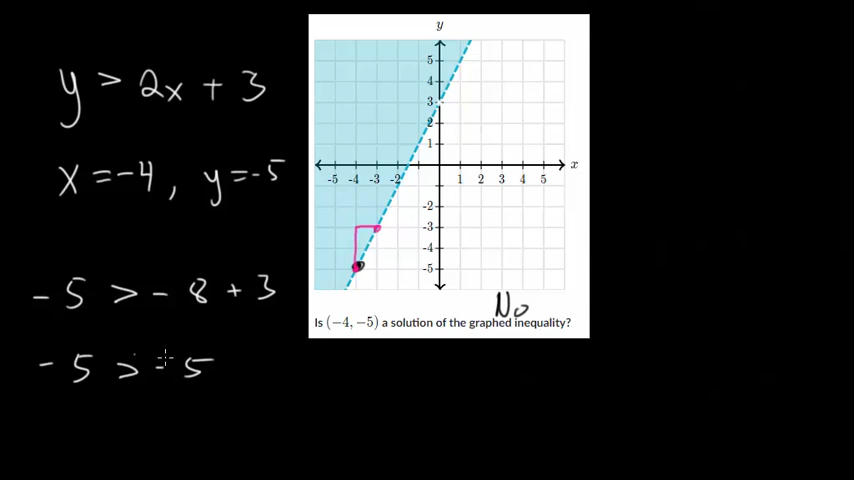 y > 2x + 3
x = -4, y = -5
-5 > -8 + 3
-5 > -5
y
5
4
3
2
1
x
-5 -4 -3 -2 1 2 3 4 5
-2
-3
-4
-5
No
Is (−4, −5) a solution of the graphed inequality?